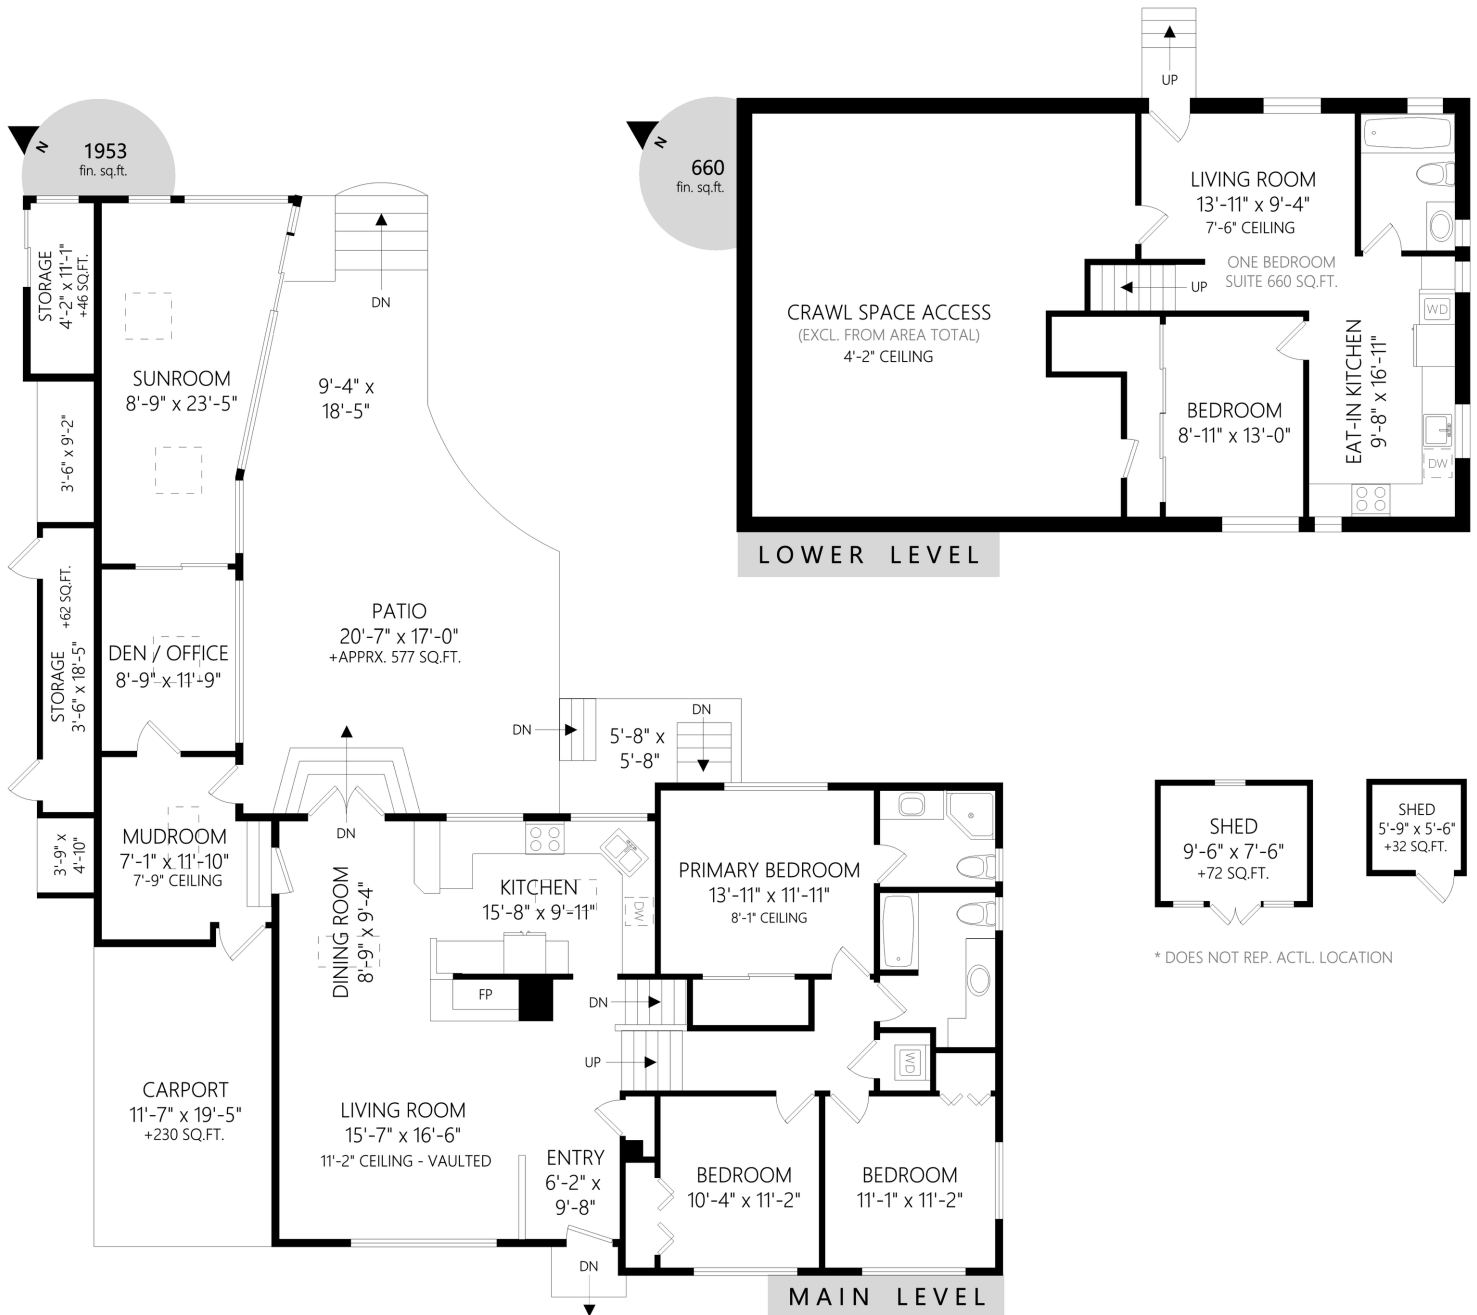 N
1953
fin. sq.ft.
STORAGE
4'-2" x 11'-1"
+46 SQ.FT.
SUNROOM
8'-9" x 23'-5"
DN
9'-4" x
18'-5"
3'-6" x 9'-2"
STORAGE
3'-6" x 18'-5"
+62 SQ.FT.
DEN / OFFICE
8'-9" x 11'-9"
PATIO
20'-7" x 17'-0"
+APPRX. 577 SQ.FT.
DN
5'-8" x
5'-8"
DN
MUDROOM
7'-1" x 11'-10"
7'-9" CEILING
3'-9" x
4'-10"
DN
DINING ROOM
8'-9" x 9'-4"
KITCHEN
15'-8" x 9'-11"
DW
FP
PRIMARY BEDROOM
13'-11" x 11'-11"
8'-1" CEILING
DN
UP
WD
CARPORT
11'-7" x 19'-5"
+230 SQ.FT.
LIVING ROOM
15'-7" x 16'-6"
11'-2" CEILING - VAULTED
ENTRY
6'-2" x
9'-8"
BEDROOM
10'-4" x 11'-2"
BEDROOM
11'-1" x 11'-2"
DN
MAIN LEVEL
N
660
fin. sq.ft.
UP
LIVING ROOM
13'-11" x 9'-4"
7'-6" CEILING
ONE BEDROOM
SUITE 660 SQ.FT.
UP
CRAWL SPACE ACCESS
(EXCL. FROM AREA TOTAL)
4'-2" CEILING
BEDROOM
8'-11" x 13'-0"
EAT-IN KITCHEN
9'-8" x 16'-11"
WD
DW
LOWER LEVEL
SHED
9'-6" x 7'-6"
+72 SQ.FT.
SHED
5'-9" x 5'-6"
+32 SQ.FT.
* DOES NOT REP. ACTL. LOCATION